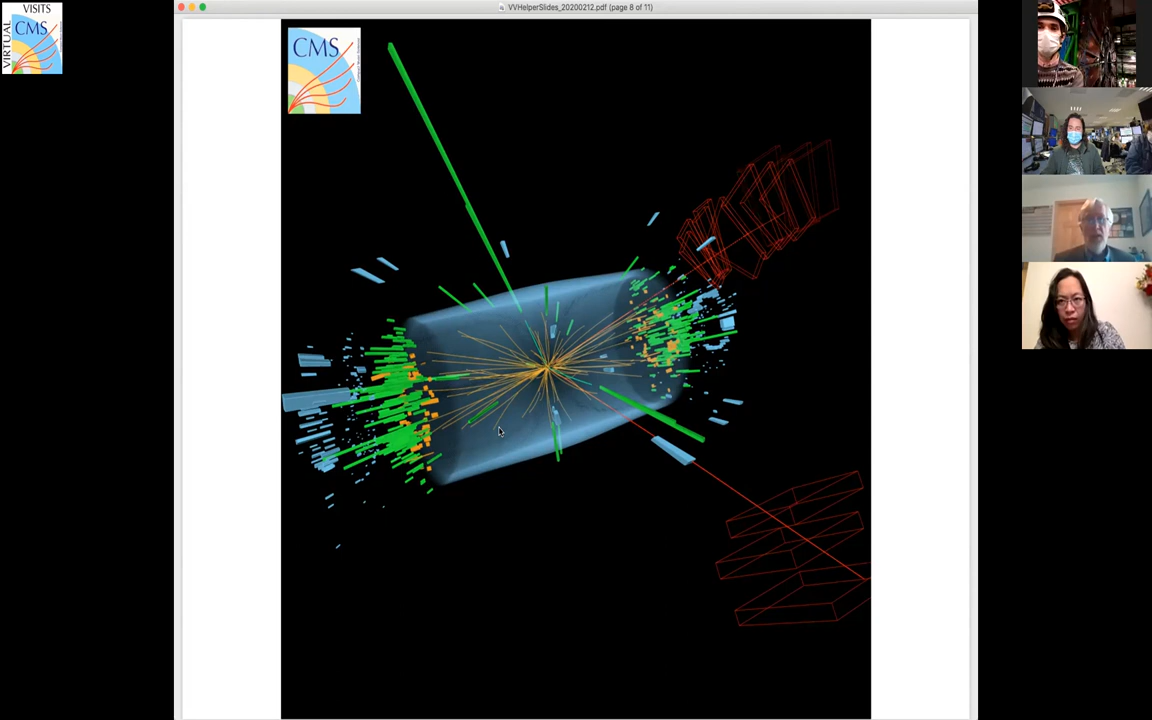 VISITS
VIRTUAL
CMS
VVHelperSlides_20200212.pdf (page 8 of 11)
CMS